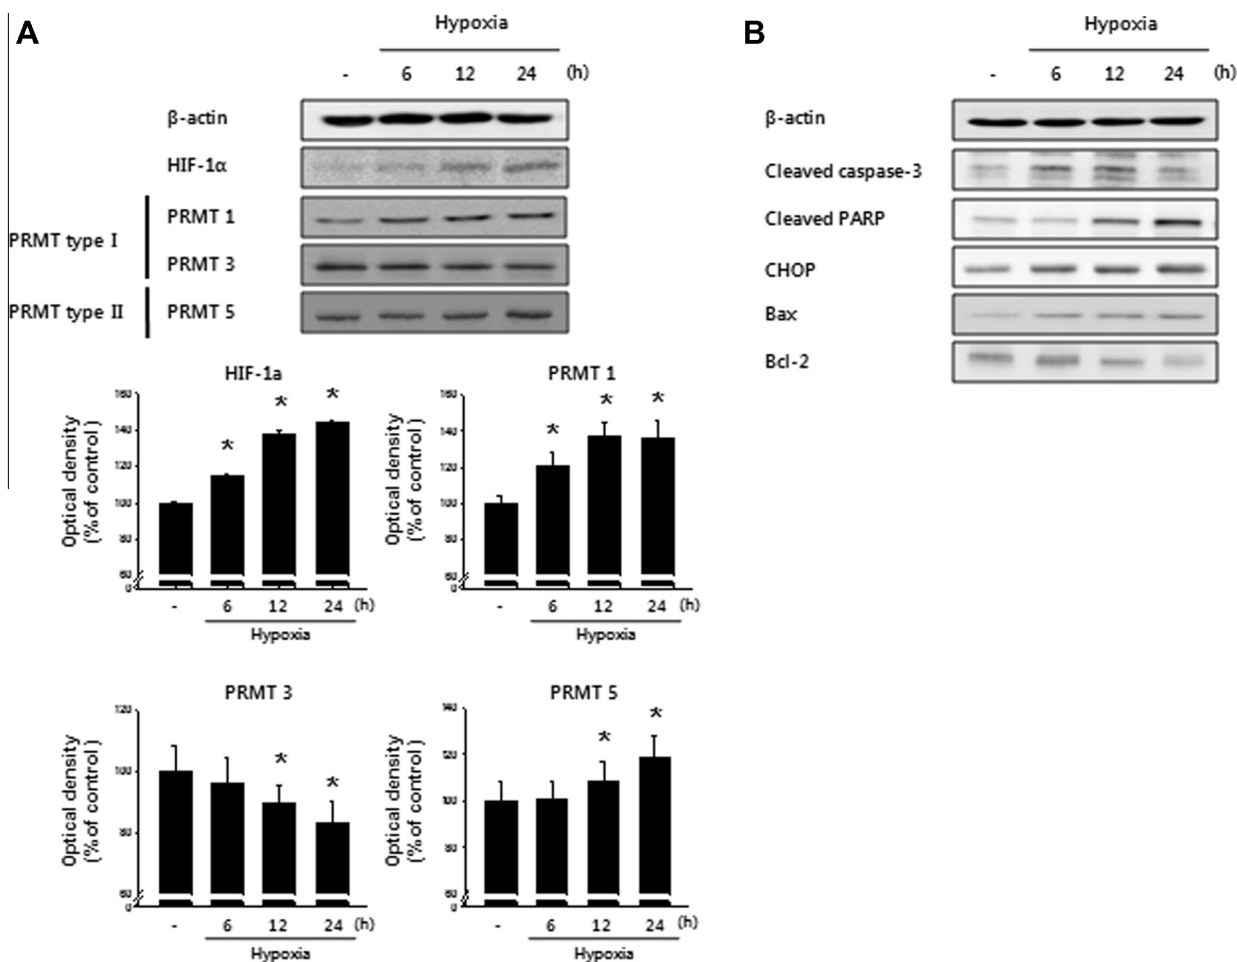 A
Hypoxia
- 6 12 24 (h)
β-actin
HIF-1α
PRMT type I
PRMT 1
PRMT 3
PRMT type II
PRMT 5
B
Hypoxia
- 6 12 24 (h)
β-actin
Cleaved caspase-3
Cleaved PARP
CHOP
Bax
Bcl-2
HIF-1a
Optical density
(% of control)
160
140
120
100
80
60
0
- 6 12 24 (h)
Hypoxia
* * *
PRMT 1
Optical density
(% of control)
160
140
120
100
80
60
0
- 6 12 24 (h)
Hypoxia
* * *
PRMT 3
Optical density
(% of control)
120
100
80
60
0
- 6 12 24 (h)
Hypoxia
* *
PRMT 5
Optical density
(% of control)
140
120
100
80
60
0
- 6 12 24 (h)
Hypoxia
* *